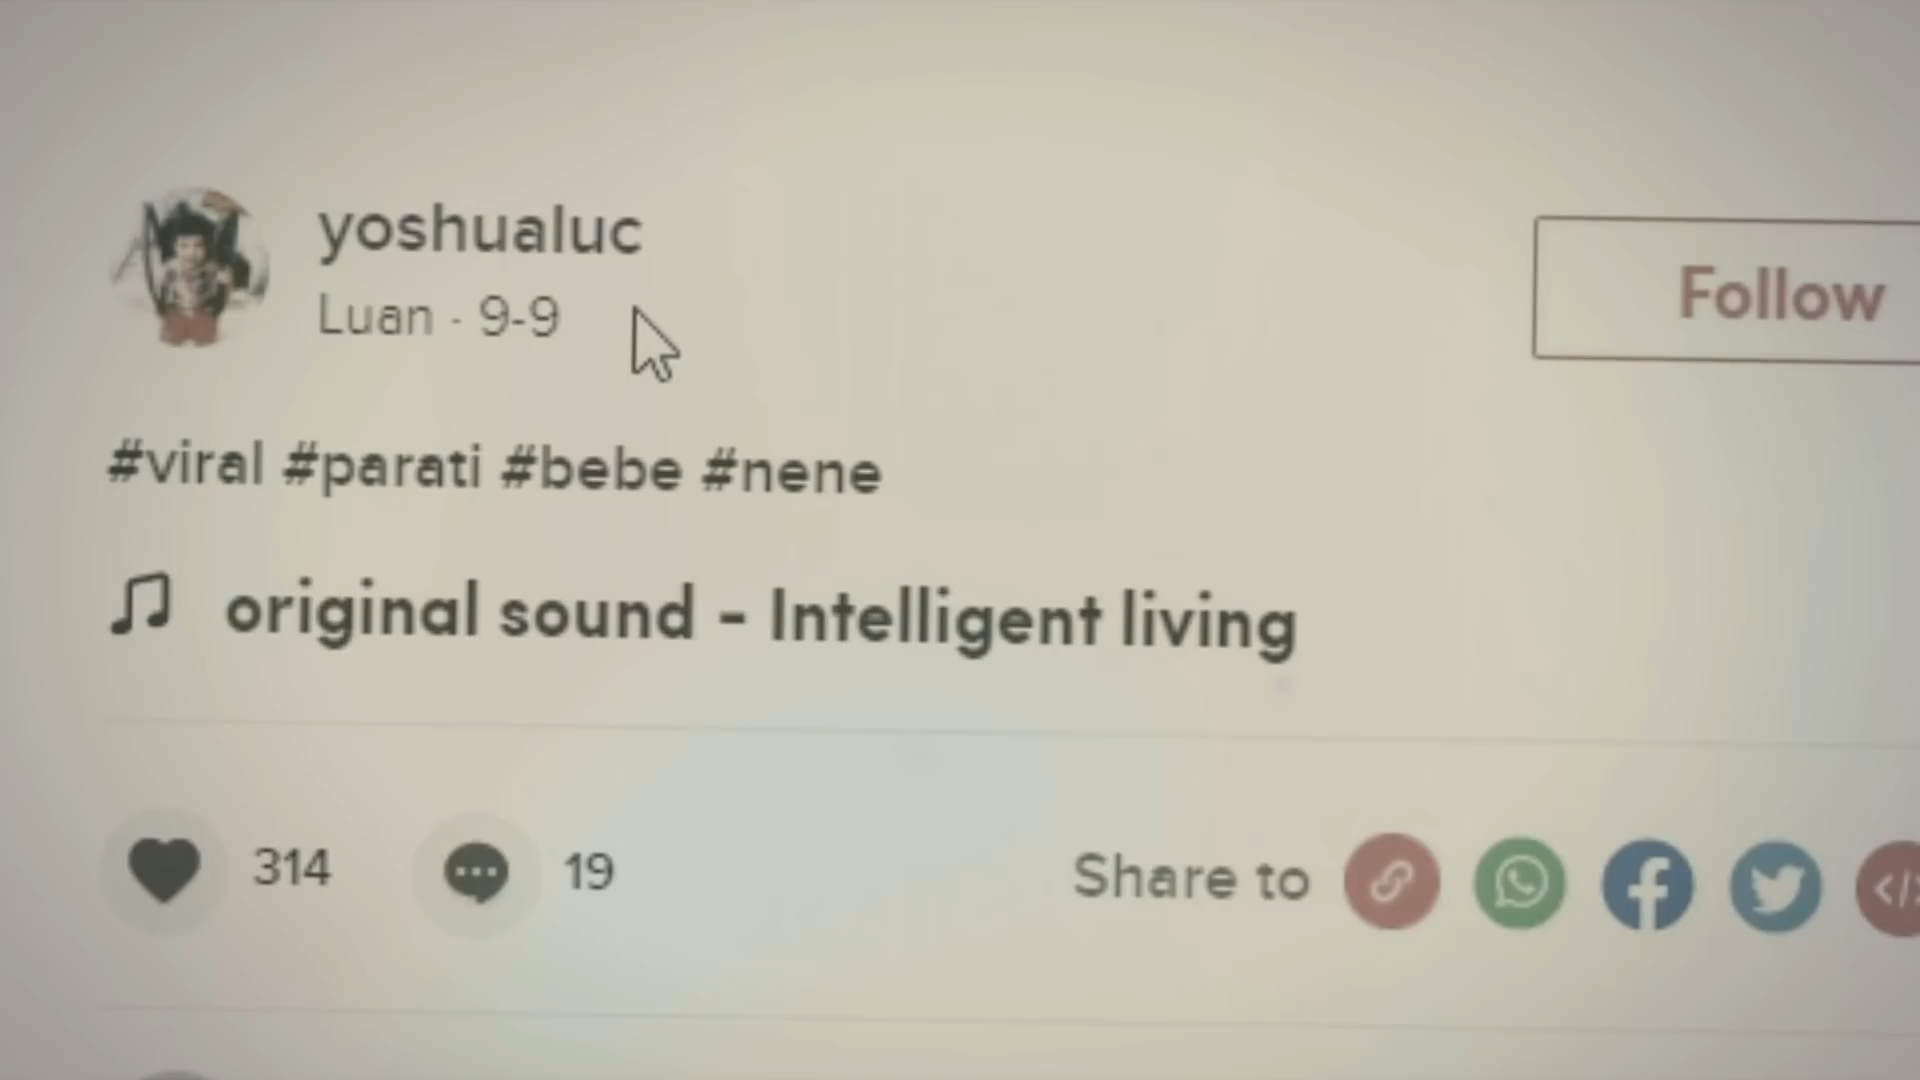 yoshualuc
Luan · 9-9
Follow
#viral #parati #bebe #nene
original sound - Intelligent living
314
19
Share to
</>